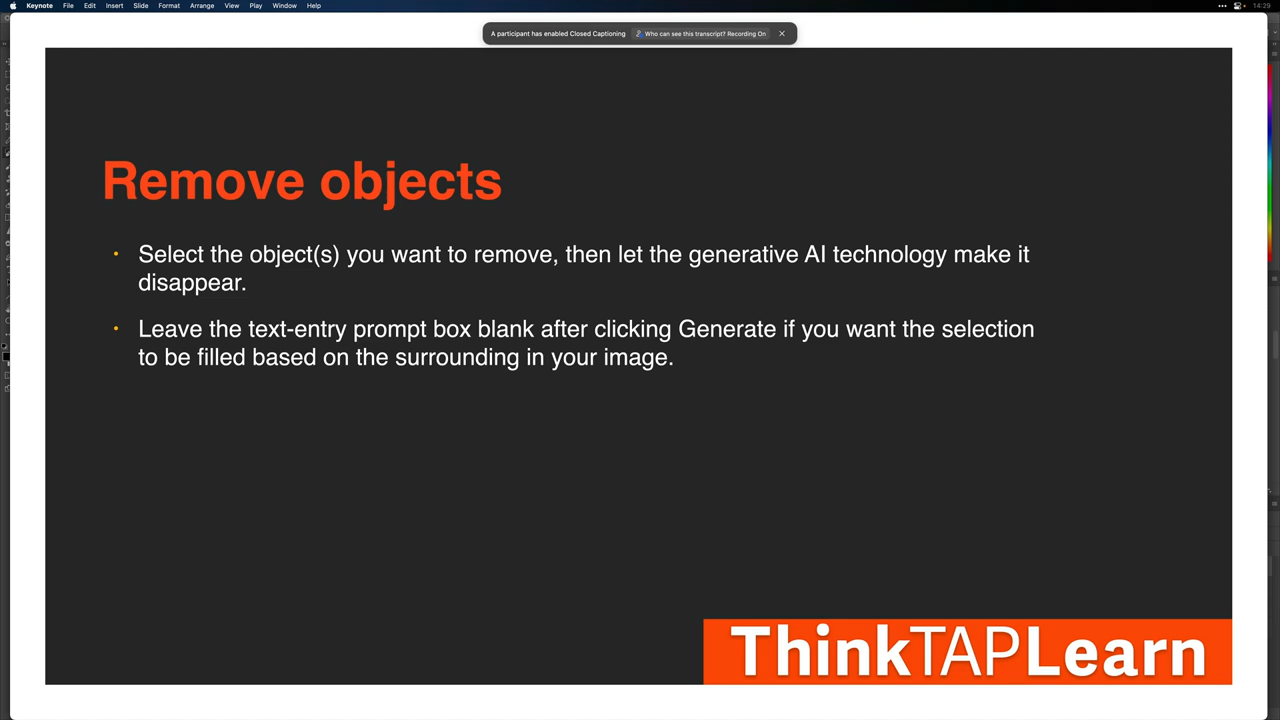 Keynote File Edit Insert Slide Format Arrange View Play Window Help 14:29
A participant has enabled Closed Captioning Who can see this transcript? Recording On
Remove objects
• Select the object(s) you want to remove, then let the generative AI technology make it
disappear.
• Leave the text-entry prompt box blank after clicking Generate if you want the selection
to be filled based on the surrounding in your image.
ThinkTAPLearn